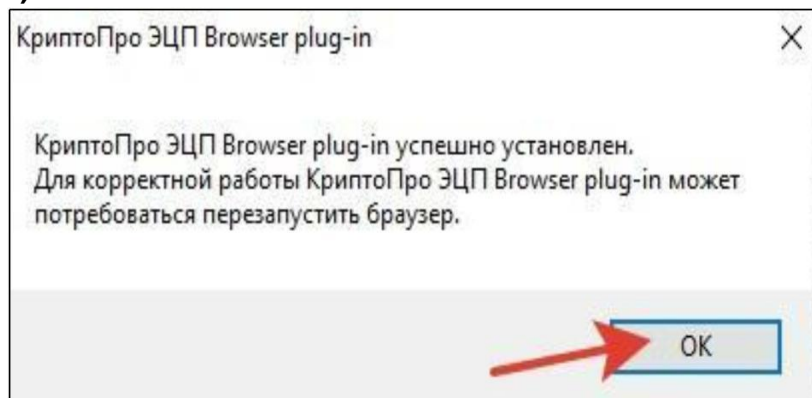 КриптоПро ЭЦП Browser plug-in
КриптоПро ЭЦП Browser plug-in успешно установлен.
Для корректной работы КриптоПро ЭЦП Browser plug-in может
потребоваться перезапустить браузер.
OK